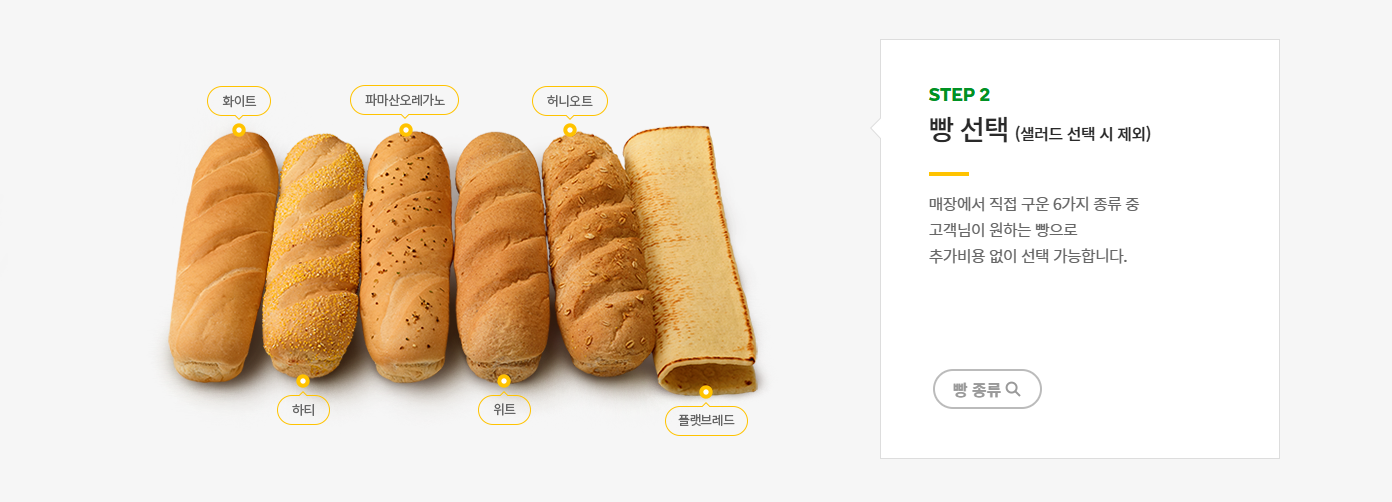 화이트
파마산오레가노
허니오트
하티
위트
플랫브레드
STEP 2
빵 선택 (샐러드 선택 시 제외)
매장에서 직접 구운 6가지 종류 중
고객님이 원하는 빵으로
추가비용 없이 선택 가능합니다.
빵 종류